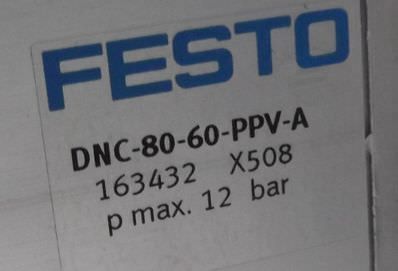 FESTO
DNC-80-60-PPV-A
163432 X508
p max. 12 bar